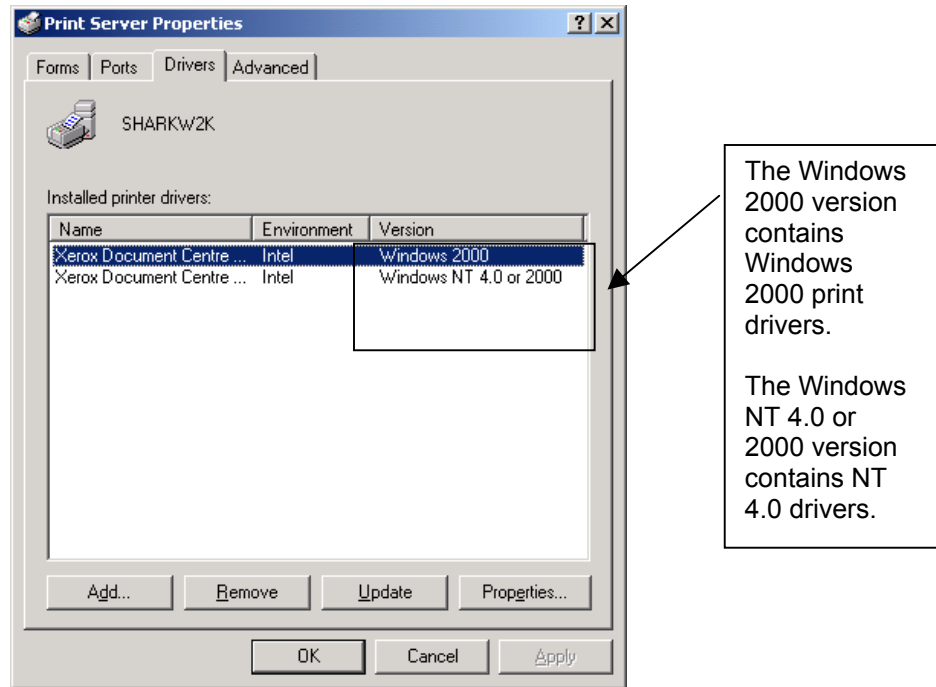 Print Server Properties
Forms Ports Drivers Advanced
SHARKW2K
Installed printer drivers:
Name Environment Version
Xerox Document Centre ... Intel Windows 2000
Xerox Document Centre ... Intel Windows NT 4.0 or 2000
Add... Remove Update Properties...
OK Cancel Apply
The Windows
2000 version
contains
Windows
2000 print
drivers.
The Windows
NT 4.0 or
2000 version
contains NT
4.0 drivers.